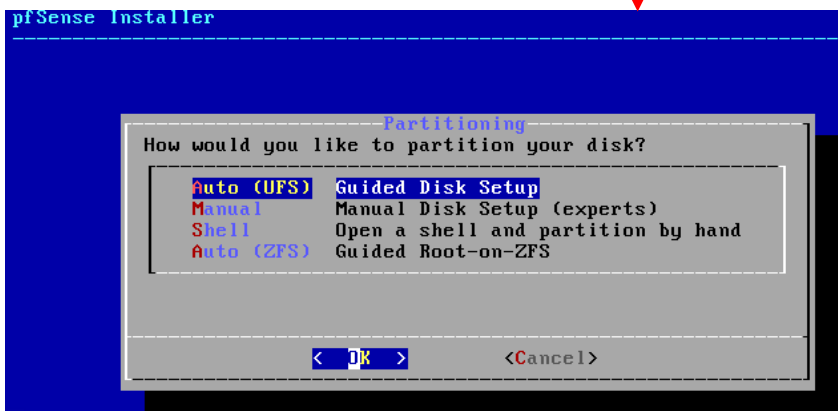 pfSense Installer
Partitioning
How would you like to partition your disk?
Auto (UFS) Guided Disk Setup
Manual Manual Disk Setup (experts)
Shell Open a shell and partition by hand
Auto (ZFS) Guided Root-on-ZFS
< OK > <Cancel>